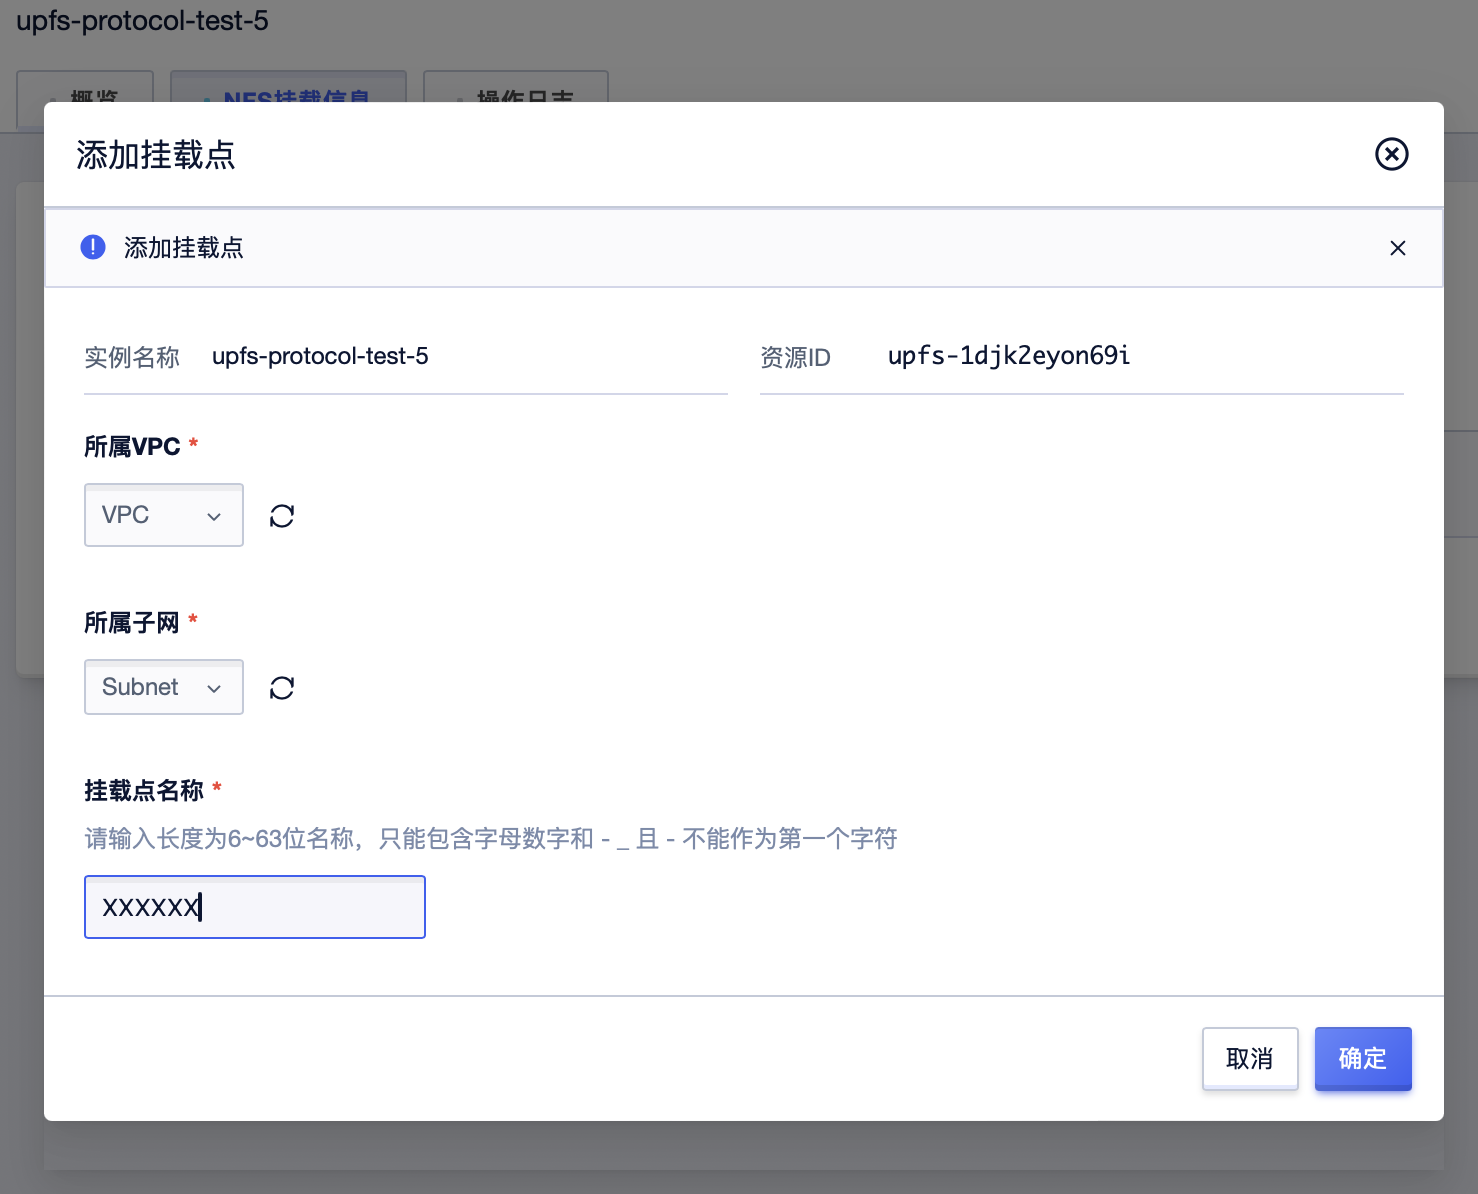 upfs-protocol-test-5
概览 NFS挂载信息 操作日志
添加挂载点
添加挂载点
实例名称 upfs-protocol-test-5 资源ID upfs-1djk2eyon69i
所属VPC *
VPC
所属子网 *
Subnet
挂载点名称 *
请输入长度为6~63位名称，只能包含字母数字和 - _ 且 - 不能作为第一个字符
XXXXXX
取消 确定